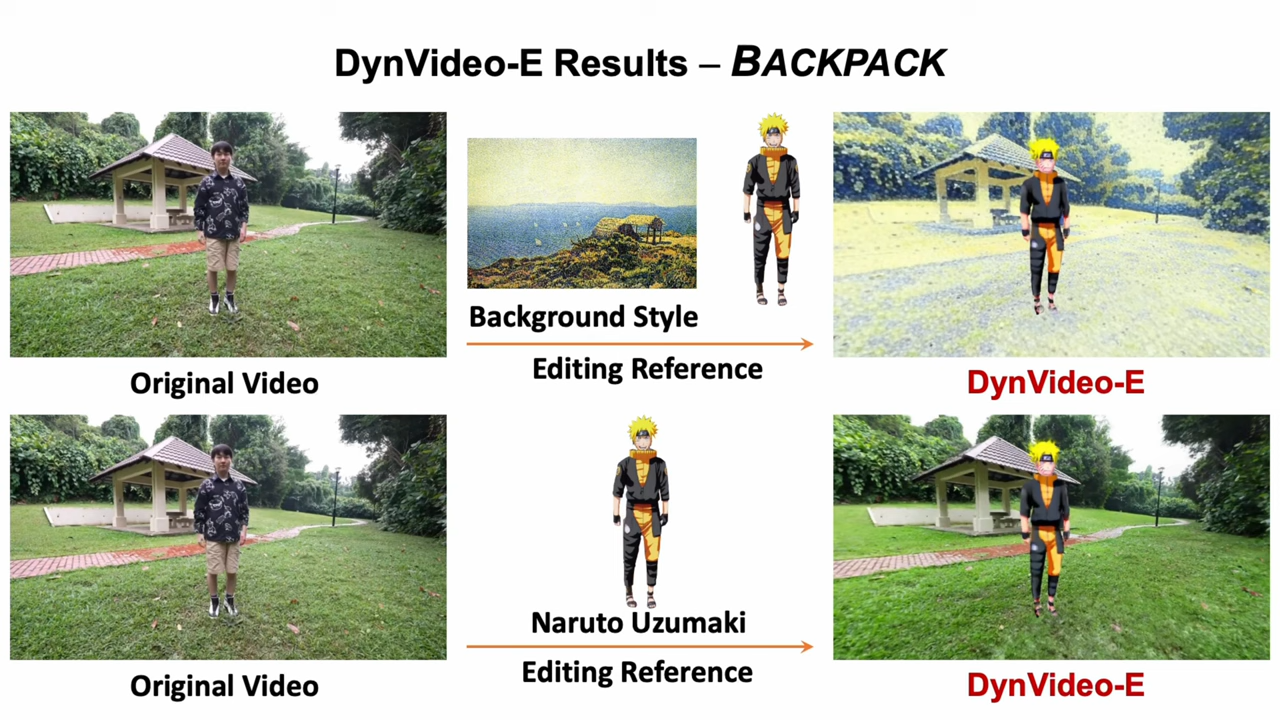 DynVideo-E Results – BACKPACK
Background Style
Editing Reference
Original Video
DynVideo-E
Naruto Uzumaki
Editing Reference
Original Video
DynVideo-E